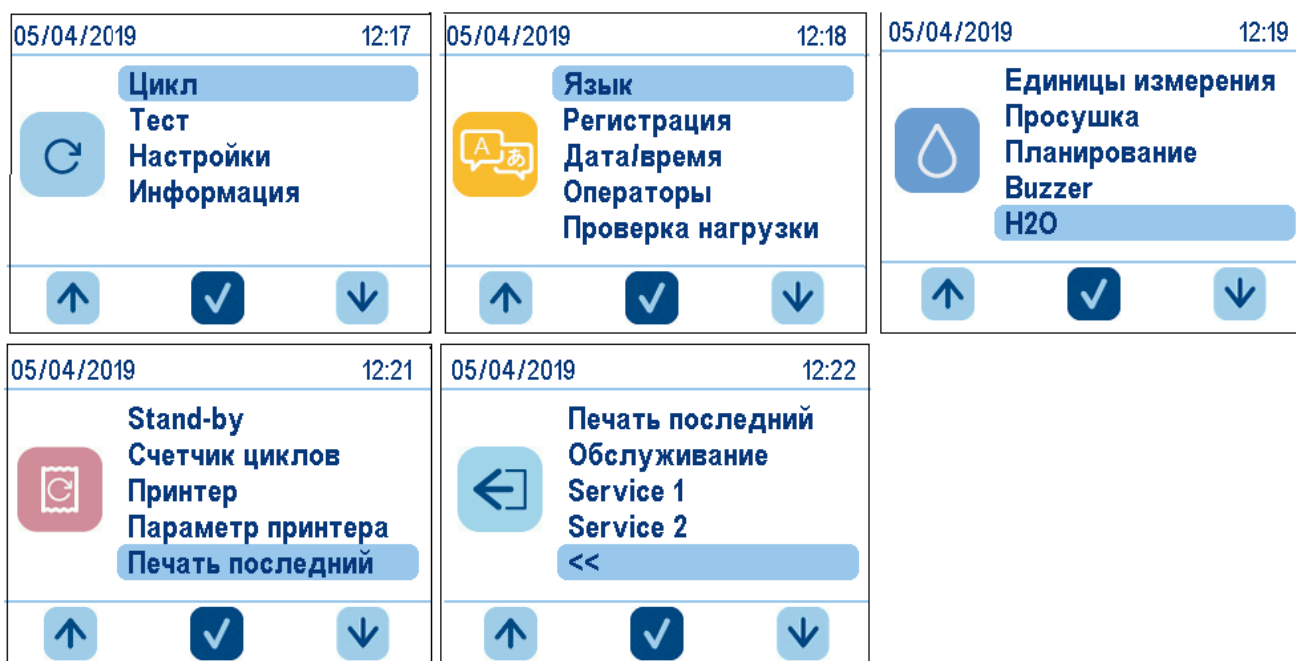 05/04/2019 12:17
Цикл
Тест
Настройки
Информация
05/04/2019 12:18
A あ
Язык
Регистрация
Дата/время
Операторы
Проверка нагрузки
05/04/2019 12:19
Единицы измерения
Просушка
Планирование
Buzzer
H2O
05/04/2019 12:21
Stand-by
Счетчик циклов
Принтер
Параметр принтера
Печать последний
05/04/2019 12:22
Печать последний
Обслуживание
Service 1
Service 2
<<